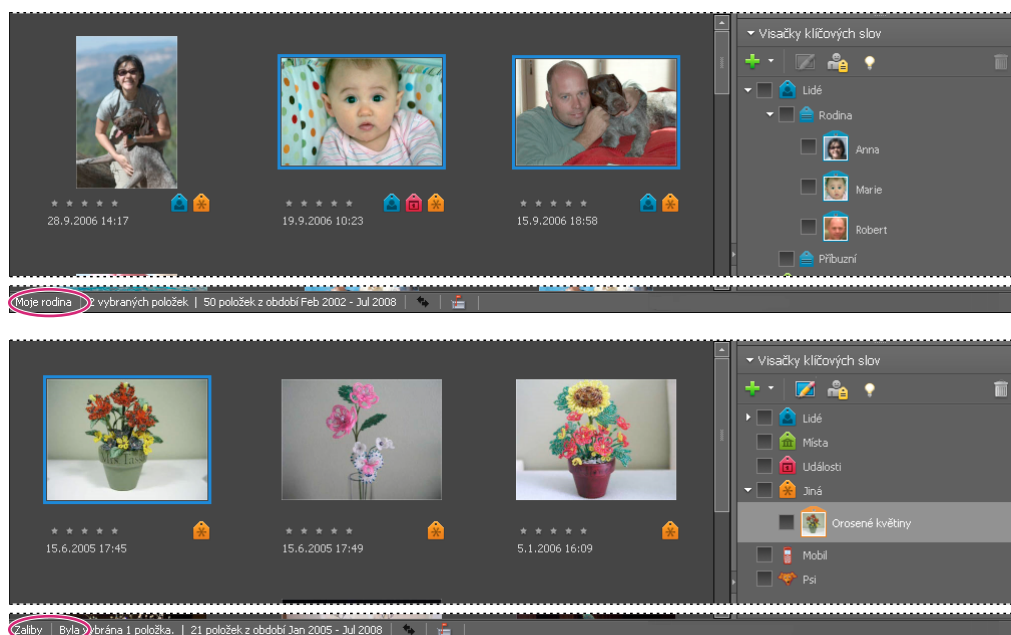 Visačky klíčových slov
Lidé
Rodina
Anna
Marie
Robert
Příbuzní
28.9.2006 14:17
19.9.2006 10:23
15.9.2006 18:58
Moje rodina | 2 vybraných položek | 50 položek z období Feb 2002 - Jul 2008
Visačky klíčových slov
Lidé
Místa
Události
Jiná
Orosené květiny
Mobil
Psi
15.6.2005 17:45
15.6.2005 17:49
5.1.2006 16:09
Záliby | Byla vybrána 1 položka. | 21 položek z období Jan 2005 - Jul 2008